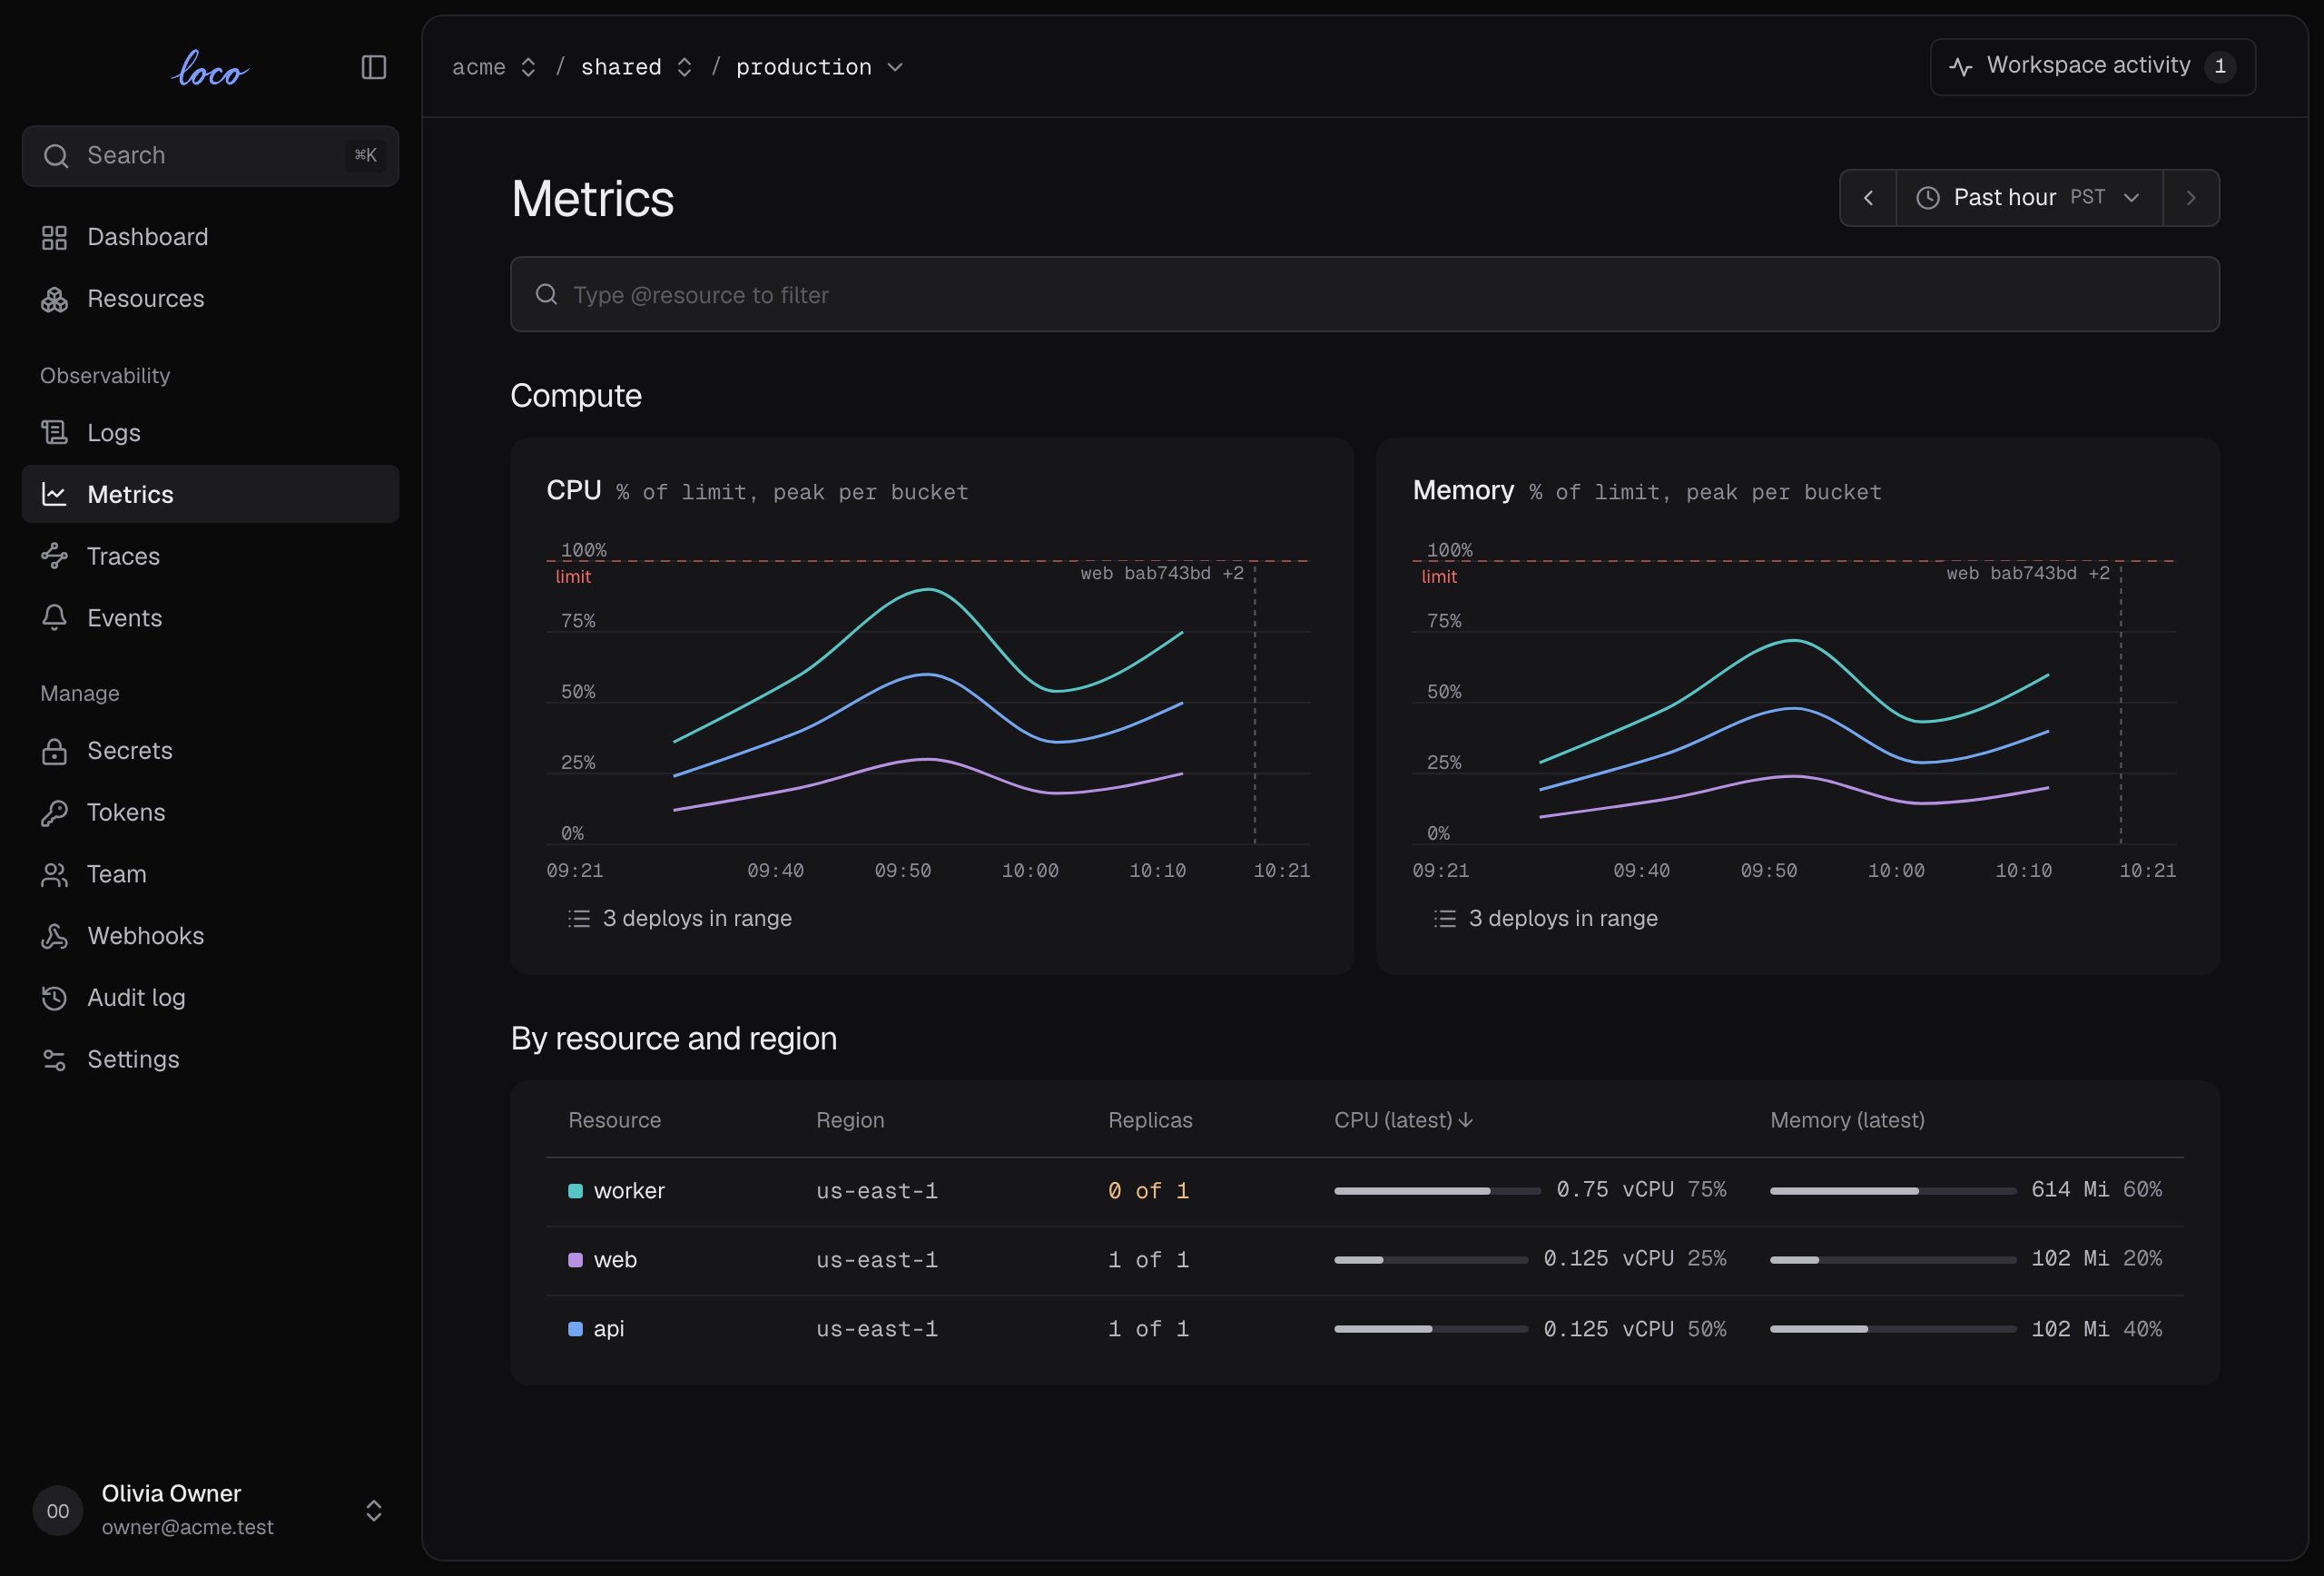 loco
acme / shared / production
Workspace activity 1
Search ⌘K
Dashboard
Resources
Observability
Logs
Metrics
Traces
Events
Manage
Secrets
Tokens
Team
Webhooks
Audit log
Settings
OO
Olivia Owner
owner@acme.test
Metrics
Past hour PST
Type @resource to filter
Compute
CPU % of limit, peak per bucket
100%
limit
web bab743bd +2
75%
50%
25%
0%
09:21 09:40 09:50 10:00 10:10 10:21
3 deploys in range
Memory % of limit, peak per bucket
100%
limit
web bab743bd +2
75%
50%
25%
0%
09:21 09:40 09:50 10:00 10:10 10:21
3 deploys in range
By resource and region
Resource Region Replicas CPU (latest) ↓ Memory (latest)
worker us-east-1 0 of 1 0.75 vCPU 75% 614 Mi 60%
web us-east-1 1 of 1 0.125 vCPU 25% 102 Mi 20%
api us-east-1 1 of 1 0.125 vCPU 50% 102 Mi 40%